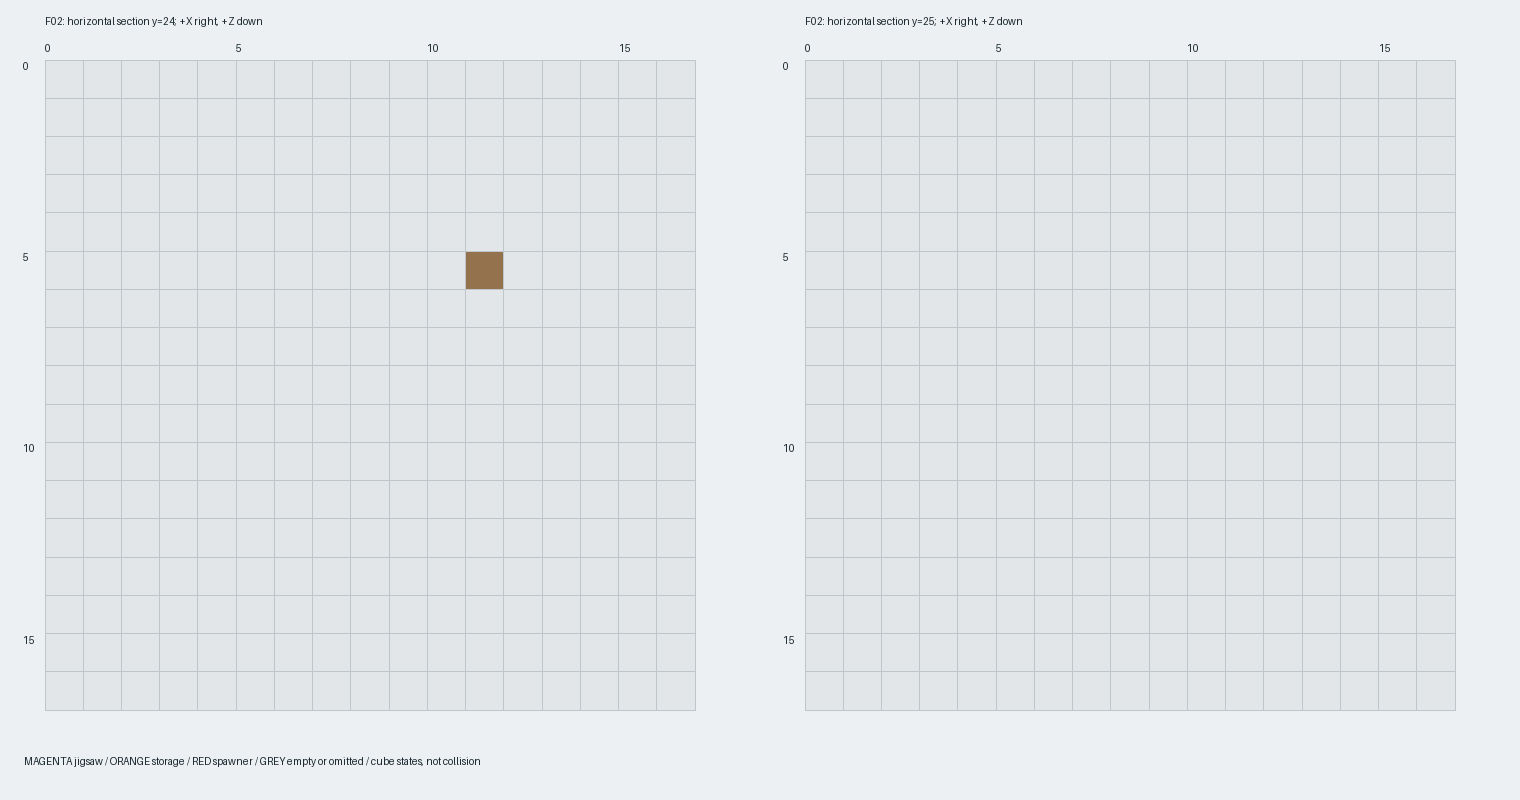 F02: horizontal section y=24; +X right, +Z down
0 5 10 15
0
5
10
15
F02: horizontal section y=25; +X right, +Z down
0 5 10 15
0
5
10
15
MAGENTA jigsaw / ORANGE storage / RED spawner / GREY empty or omitted / cube states, not collision